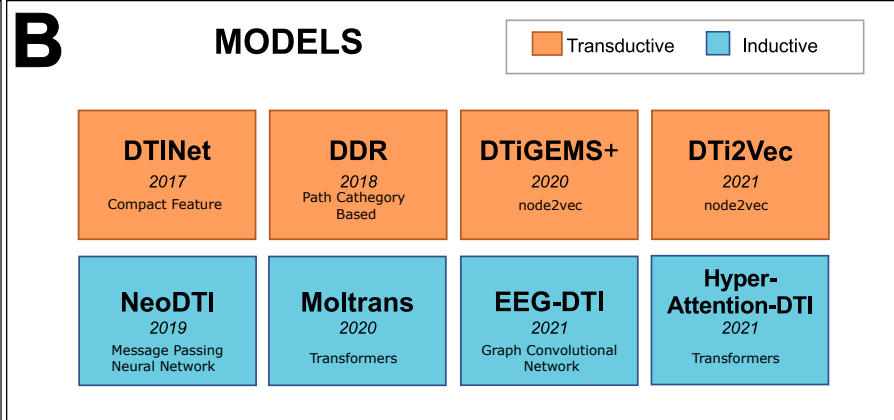 B
MODELS
Transductive
Inductive
DTINet
2017
Compact Feature
DDR
2018
Path Cathegory
Based
DTiGEMS+
2020
node2vec
DTi2Vec
2021
node2vec
NeoDTI
2019
Message Passing
Neural Network
Moltrans
2020
Transformers
EEG-DTI
2021
Graph Convolutional
Network
Hyper-
Attention-DTI
2021
Transformers